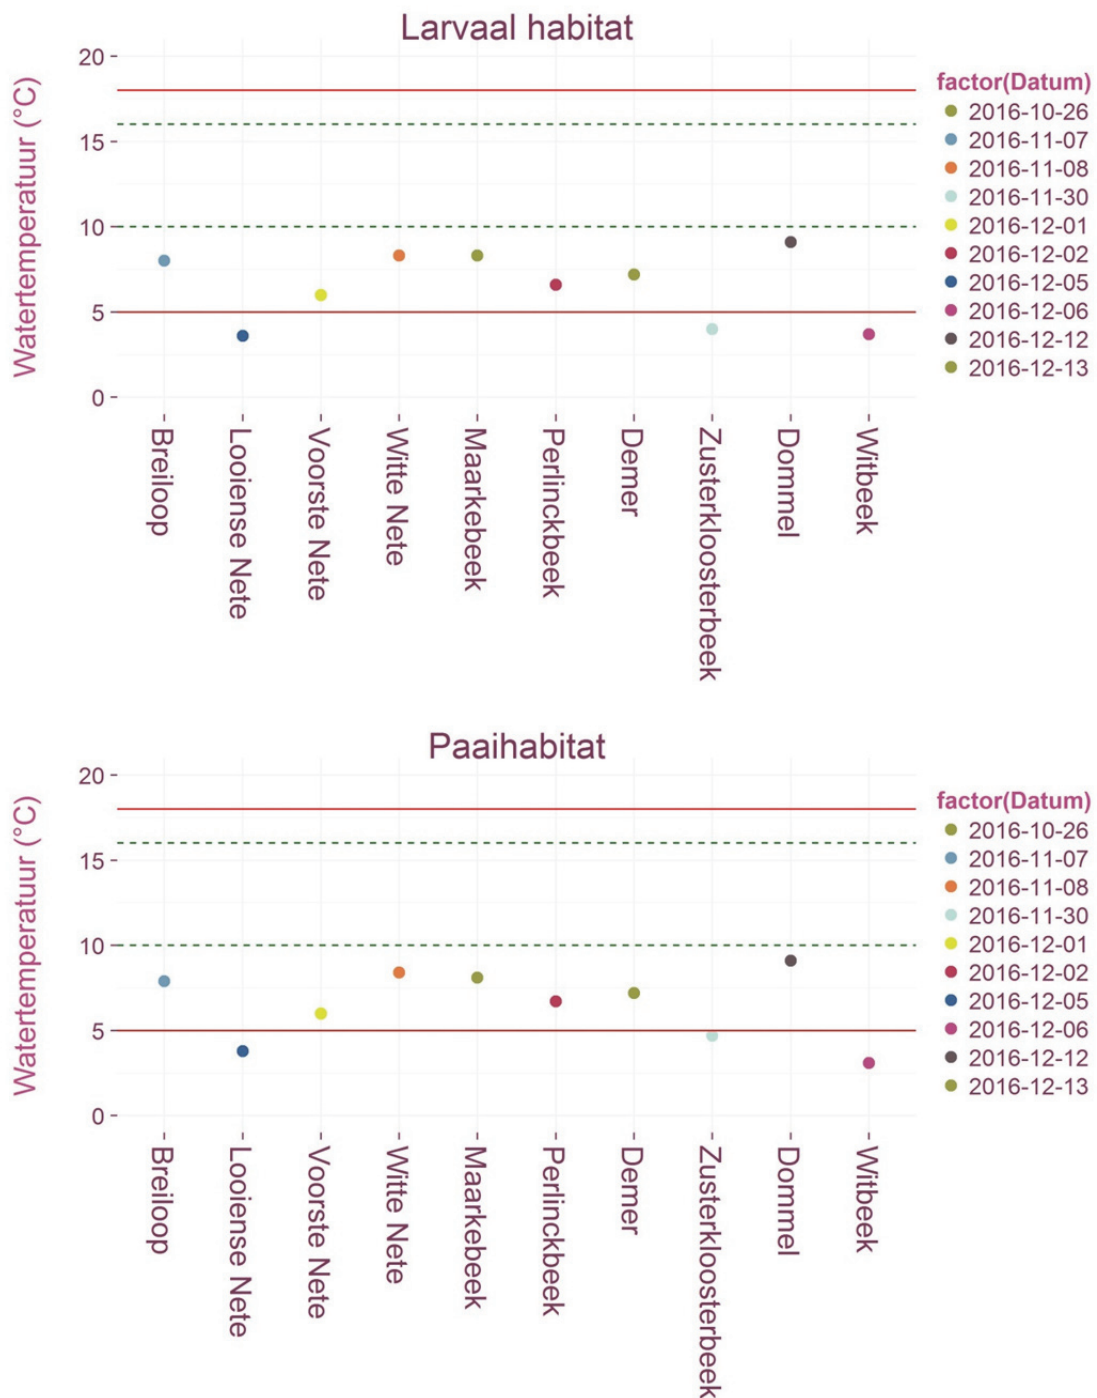 Larvaal habitat
Watertemperatuur (°C)
20
15
10
5
0
Breiloop
Looiense Nete
Voorste Nete
Witte Nete
Maarkebeek
Perlinckbeek
Demer
Zusterkloosterbeek
Dommel
Witbeek
factor(Datum)
2016-10-26
2016-11-07
2016-11-08
2016-11-30
2016-12-01
2016-12-02
2016-12-05
2016-12-06
2016-12-12
2016-12-13
Paaihabitat
Watertemperatuur (°C)
20
15
10
5
0
Breiloop
Looiense Nete
Voorste Nete
Witte Nete
Maarkebeek
Perlinckbeek
Demer
Zusterkloosterbeek
Dommel
Witbeek
factor(Datum)
2016-10-26
2016-11-07
2016-11-08
2016-11-30
2016-12-01
2016-12-02
2016-12-05
2016-12-06
2016-12-12
2016-12-13